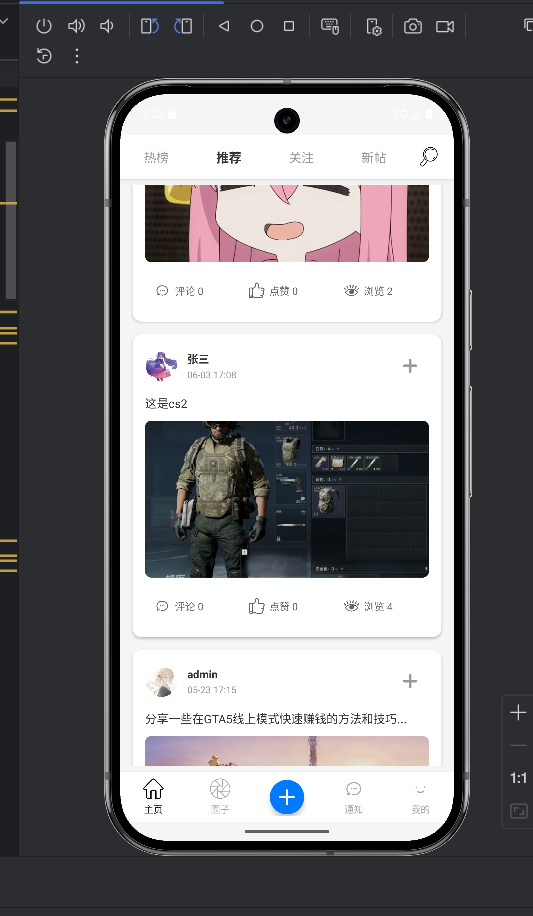 热榜 推荐 关注 新帖
评论 0 点赞 0 浏览 2
张三
06-03 17:08
这是cs2
评论 0 点赞 0 浏览 4
admin
05-23 17:15
分享一些在GTA5线上模式快速赚钱的方法和技巧...
主页 圈子 通知 我的
1:1